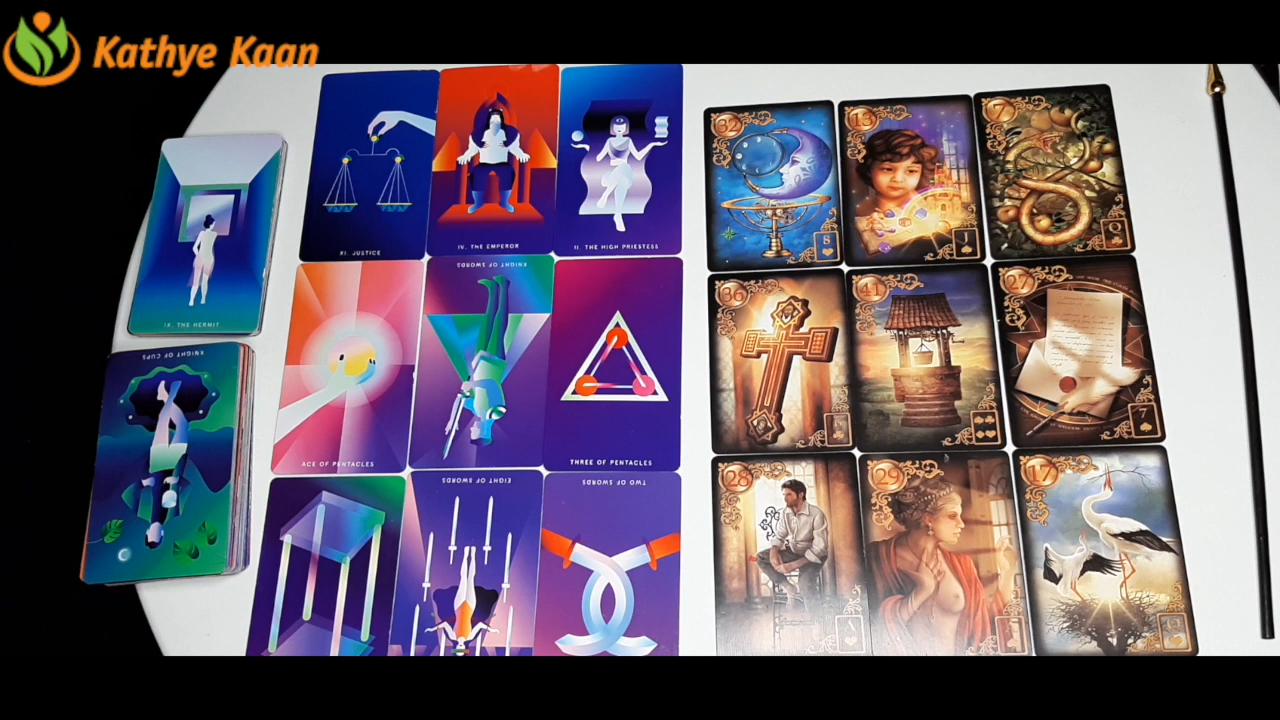 Kathye Kaan
IX. THE HERMIT
KNIGHT OF CUPS
XI. JUSTICE
IV. THE EMPEROR
II. THE HIGH PRIESTESS
ACE OF PENTACLES
KNIGHT OF SWORDS
THREE OF PENTACLES
EIGHT OF SWORDS
TWO OF SWORDS
32
8
13
J
7
Q
36
41
27
7
28
A
29
17